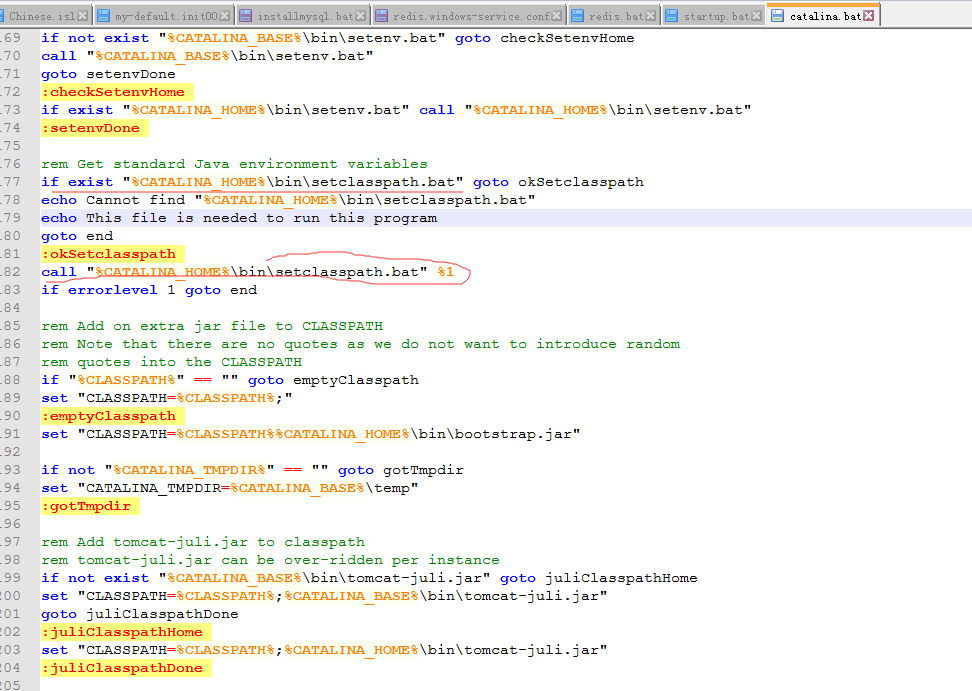 Chinese.isl my-default.init00 installmysql.bat redis.windows-service.conf redis.bat startup.bat catalina.bat
69 if not exist "%CATALINA_BASE%\bin\setenv.bat" goto checkSetenvHome
70 call "%CATALINA_BASE%\bin\setenv.bat"
71 goto setenvDone
72 :checkSetenvHome
73 if exist "%CATALINA_HOME%\bin\setenv.bat" call "%CATALINA_HOME%\bin\setenv.bat"
74 :setenvDone
75
76 rem Get standard Java environment variables
77 if exist "%CATALINA_HOME%\bin\setclasspath.bat" goto okSetclasspath
78 echo Cannot find "%CATALINA_HOME%\bin\setclasspath.bat"
79 echo This file is needed to run this program
80 goto end
81 :okSetclasspath
82 call "%CATALINA_HOME%\bin\setclasspath.bat" %1
83 if errorlevel 1 goto end
84
85 rem Add on extra jar file to CLASSPATH
86 rem Note that there are no quotes as we do not want to introduce random
87 rem quotes into the CLASSPATH
88 if "%CLASSPATH%" == "" goto emptyClasspath
89 set "CLASSPATH=%CLASSPATH%;"
90 :emptyClasspath
91 set "CLASSPATH=%CLASSPATH%%CATALINA_HOME%\bin\bootstrap.jar"
92
93 if not "%CATALINA_TMPDIR%" == "" goto gotTmpdir
94 set "CATALINA_TMPDIR=%CATALINA_BASE%\temp"
95 :gotTmpdir
96
97 rem Add tomcat-juli.jar to classpath
98 rem tomcat-juli.jar can be over-ridden per instance
99 if not exist "%CATALINA_BASE%\bin\tomcat-juli.jar" goto juliClasspathHome
200 set "CLASSPATH=%CLASSPATH%;%CATALINA_BASE%\bin\tomcat-juli.jar"
201 goto juliClasspathDone
202 :juliClasspathHome
203 set "CLASSPATH=%CLASSPATH%;%CATALINA_HOME%\bin\tomcat-juli.jar"
204 :juliClasspathDone
205